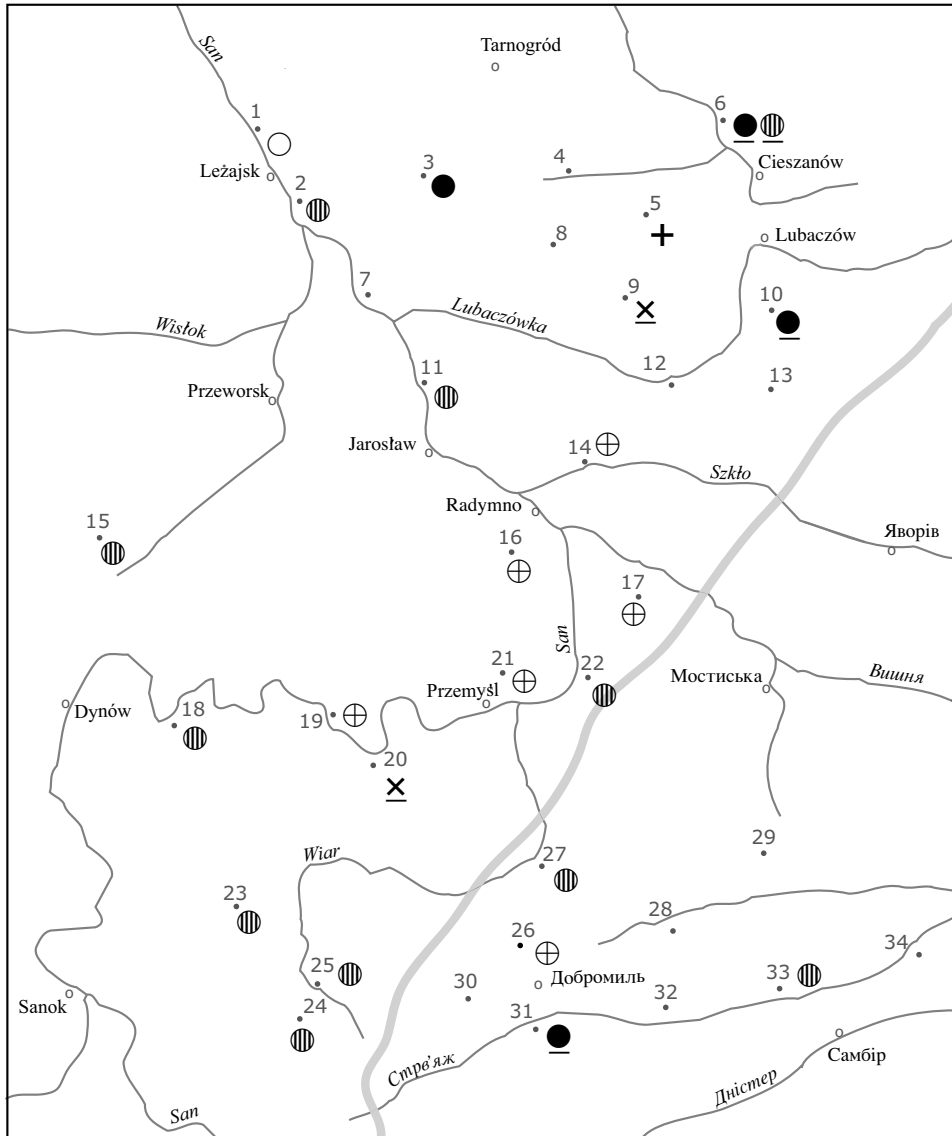 San
Tarnogród
1
6
Leżajsk
3
4
Cieszanów
2
5
8
Lubaczów
7
9
10
Wisłok
Lubaczówka
11
12
13
Przeworsk
Jarosław
14
Szkło
Radymno
15
16
Яворів
17
San
21
22
Przemyśl
Мостиська
Вишня
Dynów
18
19
20
Wiar
27
29
23
28
26
34
25
Добромиль
33
Sanok
24
30
32
31
Самбір
Стрв’яж
Дністер
San